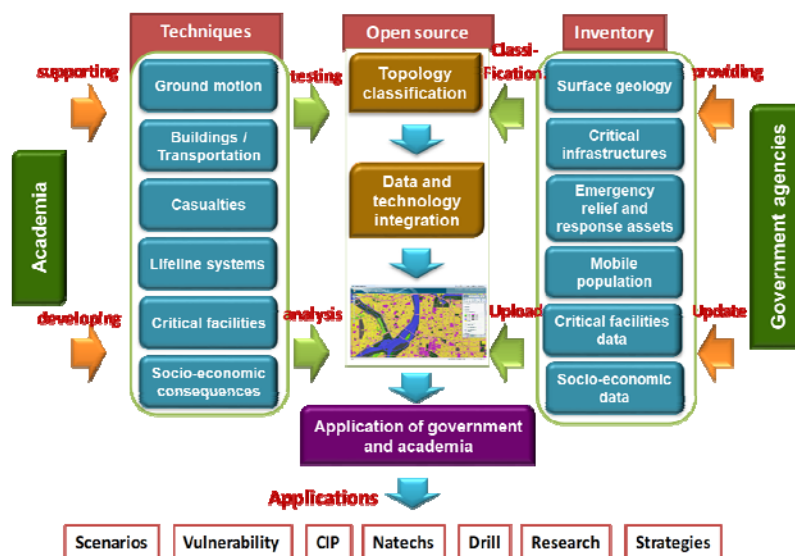 Techniques
Open source
Inventory
supporting
testing
Classi-
Fification.
providing
Ground motion
Buildings /
Transportation
Casualties
Lifeline systems
Critical facilities
Socio-economic
consequences
Topology
classification
Data and
technology
integration
Surface geology
Critical
infrastructures
Emergency
relief and
response assets
Mobile
population
Critical facilities
data
Socio-economic
data
Academia
Government agencies
developing
analysis
Upload
Update
Application of government
and academia
Applications
Scenarios
Vulnerability
CIP
Natechs
Drill
Research
Strategies